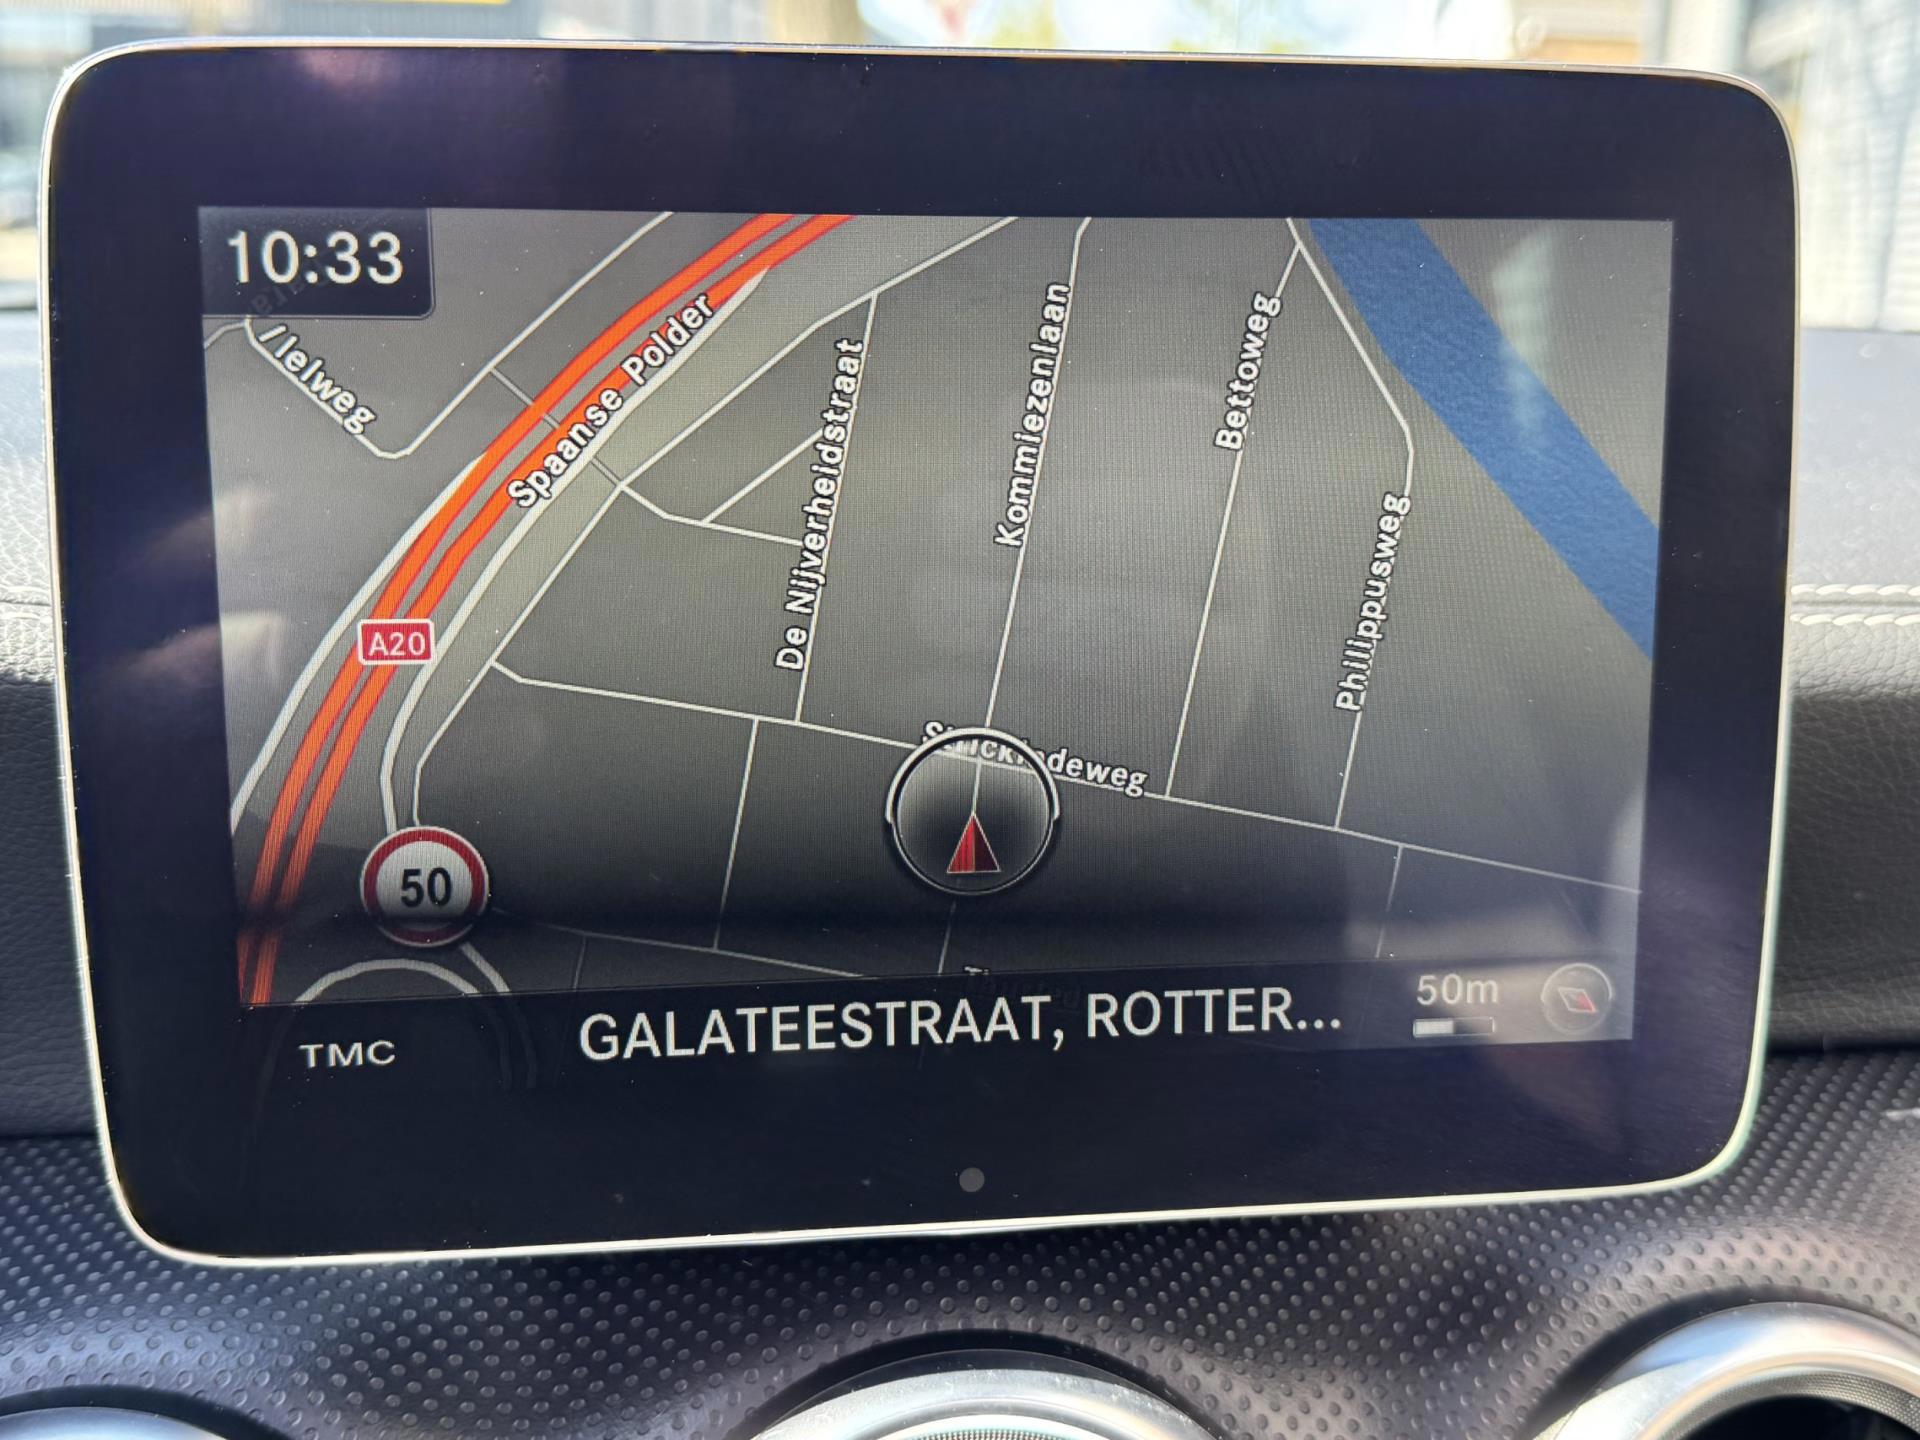 10:33
Spaanse Polder
De Nijverheidstraat
Kommiezenlaan
Bettoweg
Philippusweg
A20
50
50m
GALATEESTRAAT, ROTTER...
TMC